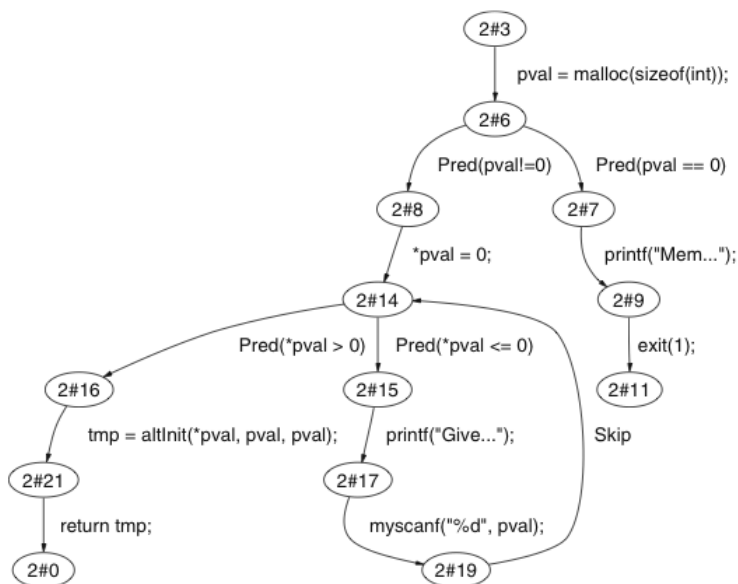 2#3
pval = malloc(sizeof(int));
2#6
Pred(pval!=0)
Pred(pval == 0)
2#8
2#7
*pval = 0;
printf("Mem...");
2#14
2#9
Pred(*pval > 0)
Pred(*pval <= 0)
exit(1);
2#16
2#15
2#11
tmp = altInit(*pval, pval, pval);
printf("Give...");
Skip
2#21
2#17
return tmp;
myscanf("%d", pval);
2#0
2#19